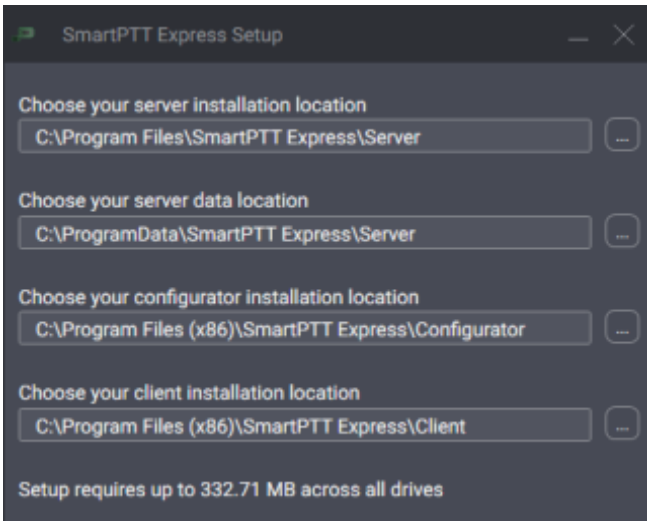 SmartPTT Express Setup
Choose your server installation location
C:\Program Files\SmartPTT Express\Server
...
Choose your server data location
C:\ProgramData\SmartPTT Express\Server
...
Choose your configurator installation location
C:\Program Files (x86)\SmartPTT Express\Configurator
...
Choose your client installation location
C:\Program Files (x86)\SmartPTT Express\Client
...
Setup requires up to 332.71 MB across all drives